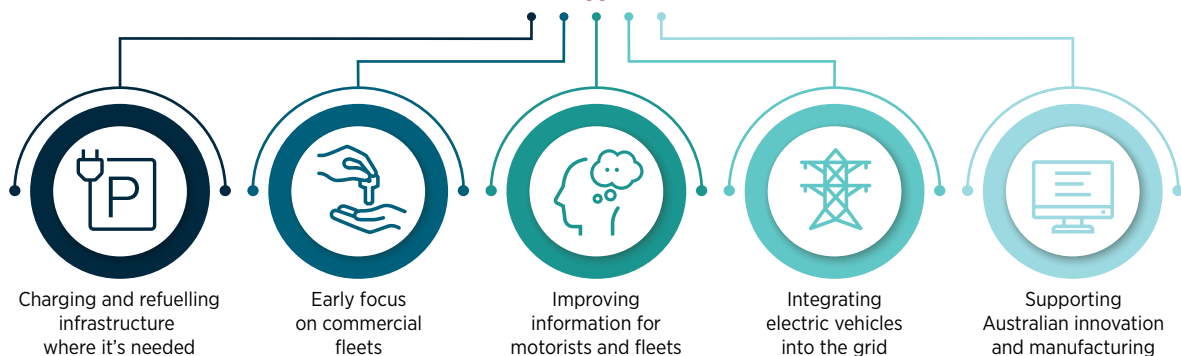 P
Charging and refuelling
infrastructure
where it’s needed
Early focus
on commercial
fleets
Improving
information for
motorists and fleets
Integrating
electric vehicles
into the grid
Supporting
Australian innovation
and manufacturing